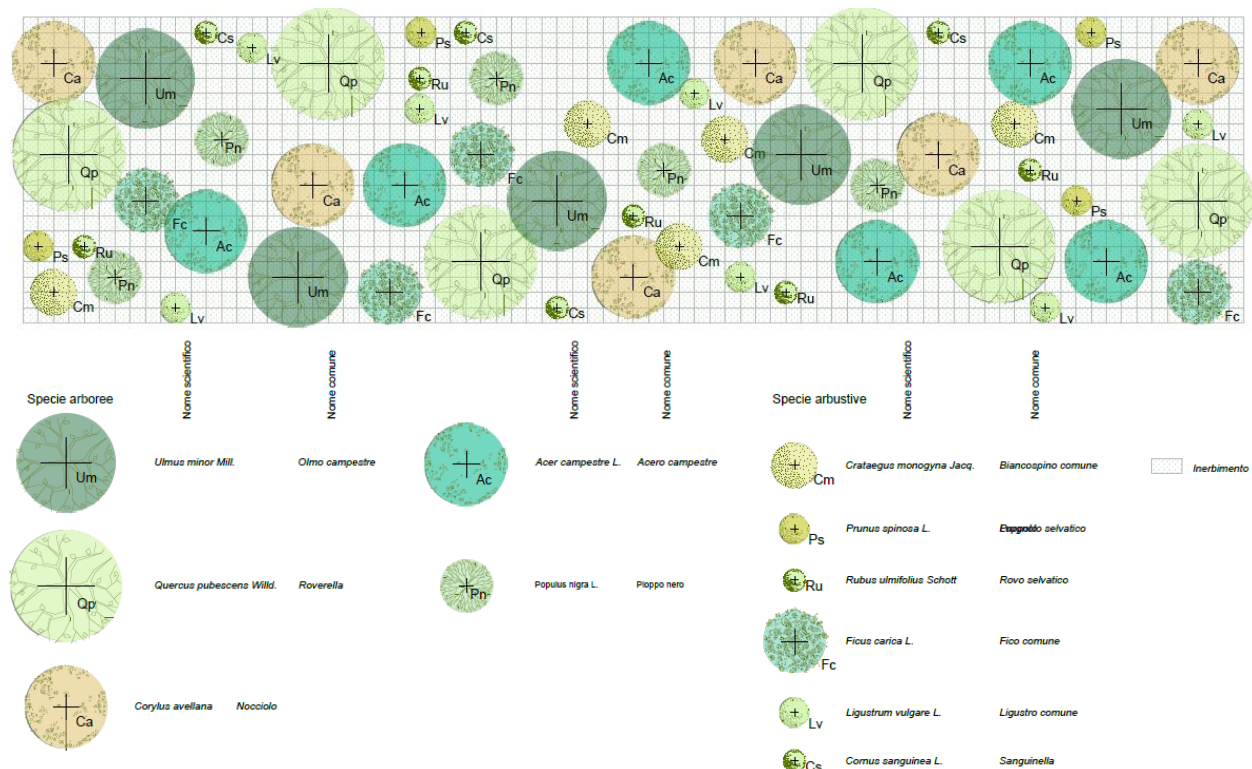 Ca
Um
Cs
Lv
Qp
Ps
Cs
Ru
Lv
Pn
Ac
Lv
Ca
Qp
Cs
Ac
Ps
Ca
Um
Lv
Qp
Pn
Fc
Ac
Ca
Ac
Fc
Cm
Um
Pn
Cm
Um
Pn
Ca
Cm
Ru
Ps
Qp
Ps
Ru
Pn
Cm
Lv
Um
Fc
Qp
Cs
Ru
Cm
Ca
Fc
Lv
Ru
Ac
Qp
Lv
Ac
Fc
Nome scientifico
Nome comune
Nome scientifico
Nome comune
Nome scientifico
Nome comune
Specie arboree
Specie arbustive
Um
Ulmus minor Mill.
Olmo campestre
Ac
Acer campestre L.
Acero campestre
Cm
Crataegus monogyna Jacq.
Biancospino comune
Inerbimento
Ps
Prunus spinosa L.
selvatico
Qp
Quercus pubescens Willd.
Roverella
Pn
Populus nigra L.
Pioppo nero
Ru
Rubus ulmifolius Schott
Rovo selvatico
Fc
Ficus carica L.
Fico comune
Ca
Corylus avellana
Nocciolo
Lv
Ligustrum vulgare L.
Ligustro comune
Cs
Cornus sanguinea L.
Sanguinella